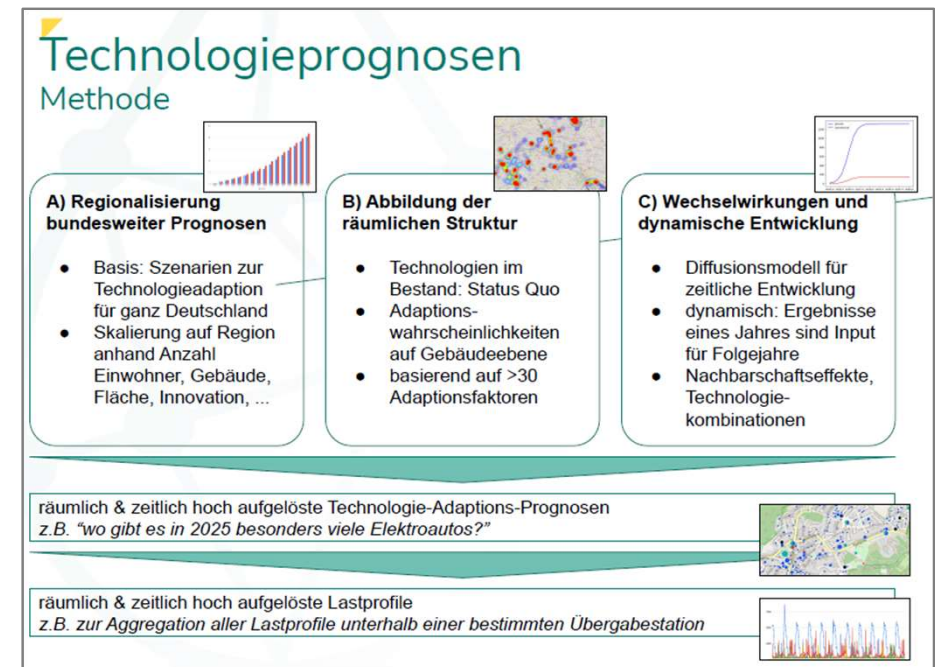 Technologieprognosen
Methode
A) Regionalisierung
bundesweiter Prognosen
● Basis: Szenarien zur
Technologieadaption
für ganz Deutschland
● Skalierung auf Region
anhand Anzahl
Einwohner, Gebäude,
Fläche, Innovation, ...
B) Abbildung der
räumlichen Struktur
● Technologien im
Bestand: Status Quo
● Adaptions-
wahrscheinlichkeiten
auf Gebäudeebene
● basierend auf >30
Adaptionsfaktoren
C) Wechselwirkungen und
dynamische Entwicklung
● Diffusionsmodell für
zeitliche Entwicklung
● dynamisch: Ergebnisse
eines Jahres sind Input
für Folgejahre
● Nachbarschaftseffekte,
Technologie-
kombinationen
räumlich & zeitlich hoch aufgelöste Technologie-Adaptions-Prognosen
z.B. “wo gibt es in 2025 besonders viele Elektroautos?”
räumlich & zeitlich hoch aufgelöste Lastprofile
z.B. zur Aggregation aller Lastprofile unterhalb einer bestimmten Übergabestation